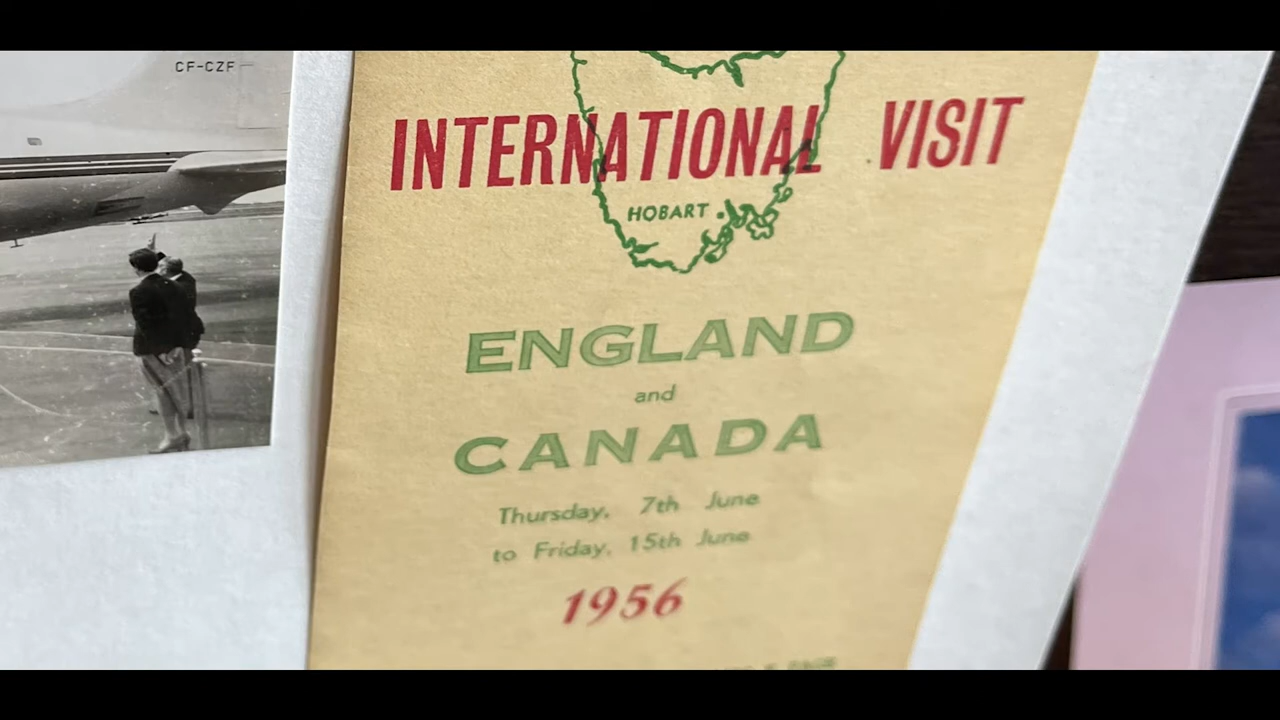 CF-CZF
INTERNATIONAL VISIT
HOBART
ENGLAND
and
CANADA
Thursday, 7th June
to Friday, 15th June
1956